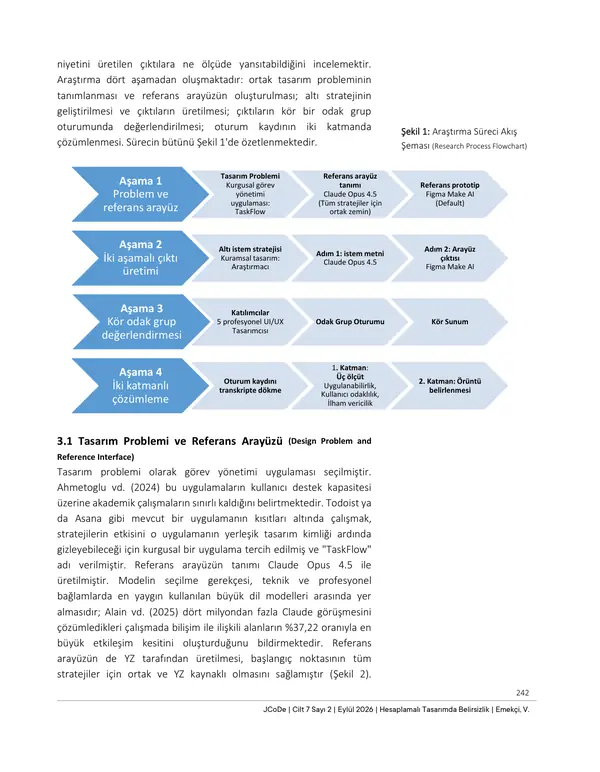 niyetini üretilen çıktılara ne ölçüde yansıtabildiğini incelemektir.
Araştırma dört aşamadan oluşmaktadır: ortak tasarım probleminin
tanımlanması ve referans arayüzün oluşturulması; altı stratejinin
geliştirilmesi ve çıktıların üretilmesi; çıktıların kör bir odak grup
oturumunda değerlendirilmesi; oturum kaydının iki katmanda
çözümlenmesi. Sürecin bütünü Şekil 1'de özetlenmektedir.
Şekil 1: Araştırma Süreci Akış
Şeması (Research Process Flowchart)
Aşama 1
Problem ve
referans arayüz
Tasarım Problemi
Kurgusal görev
yönetimi
uygulaması:
TaskFlow
Referans arayüz
tanımı
Claude Opus 4.5
(Tüm stratejiler için
ortak zemin)
Referans prototip
Figma Make AI
(Default)
Aşama 2
İki aşamalı çıktı
üretimi
Altı istem stratejisi
Kuramsal tasarım:
Araştırmacı
Adım 1: istem metni
Claude Opus 4.5
Adım 2: Arayüz
çıktısı
Figma Make AI
Aşama 3
Kör odak grup
değerlendirmesi
Katılımcılar
5 profesyonel UI/UX
Tasarımcısı
Odak Grup Oturumu
Kör Sunum
Aşama 4
İki katmanlı
çözümleme
Oturum kaydını
transkripte dökme
1. Katman:
Üç ölçüt
Uygulanabilirlik,
Kullanıcı odaklılık,
İlham vericilik
2. Katman: Örüntü
belirlenmesi
3.1 Tasarım Problemi ve Referans Arayüzü (Design Problem and
Reference Interface)
Tasarım problemi olarak görev yönetimi uygulaması seçilmiştir.
Ahmetoglu vd. (2024) bu uygulamaların kullanıcı destek kapasitesi
üzerine akademik çalışmaların sınırlı kaldığını belirtmektedir. Todoist ya
da Asana gibi mevcut bir uygulamanın kısıtları altında çalışmak,
stratejilerin etkisini o uygulamanın yerleşik tasarım kimliği ardında
gizleyebileceği için kurgusal bir uygulama tercih edilmiş ve "TaskFlow"
adı verilmiştir. Referans arayüzün tanımı Claude Opus 4.5 ile
üretilmiştir. Modelin seçilme gerekçesi, teknik ve profesyonel
bağlamlarda en yaygın kullanılan büyük dil modelleri arasında yer
almasıdır; Alain vd. (2025) dört milyondan fazla Claude görüşmesini
çözümledikleri çalışmada bilişim ile ilişkili alanların %37,22 oranıyla en
büyük etkileşim kesitini oluşturduğunu bildirmektedir. Referans
arayüzün de YZ tarafından üretilmesi, başlangıç noktasının tüm
stratejiler için ortak ve YZ kaynaklı olmasını sağlamıştır (Şekil 2).
242
JCoDe | Cilt 7 Sayı 2 | Eylül 2026 | Hesaplamalı Tasarımda Belirsizlik | Emekçi, V.